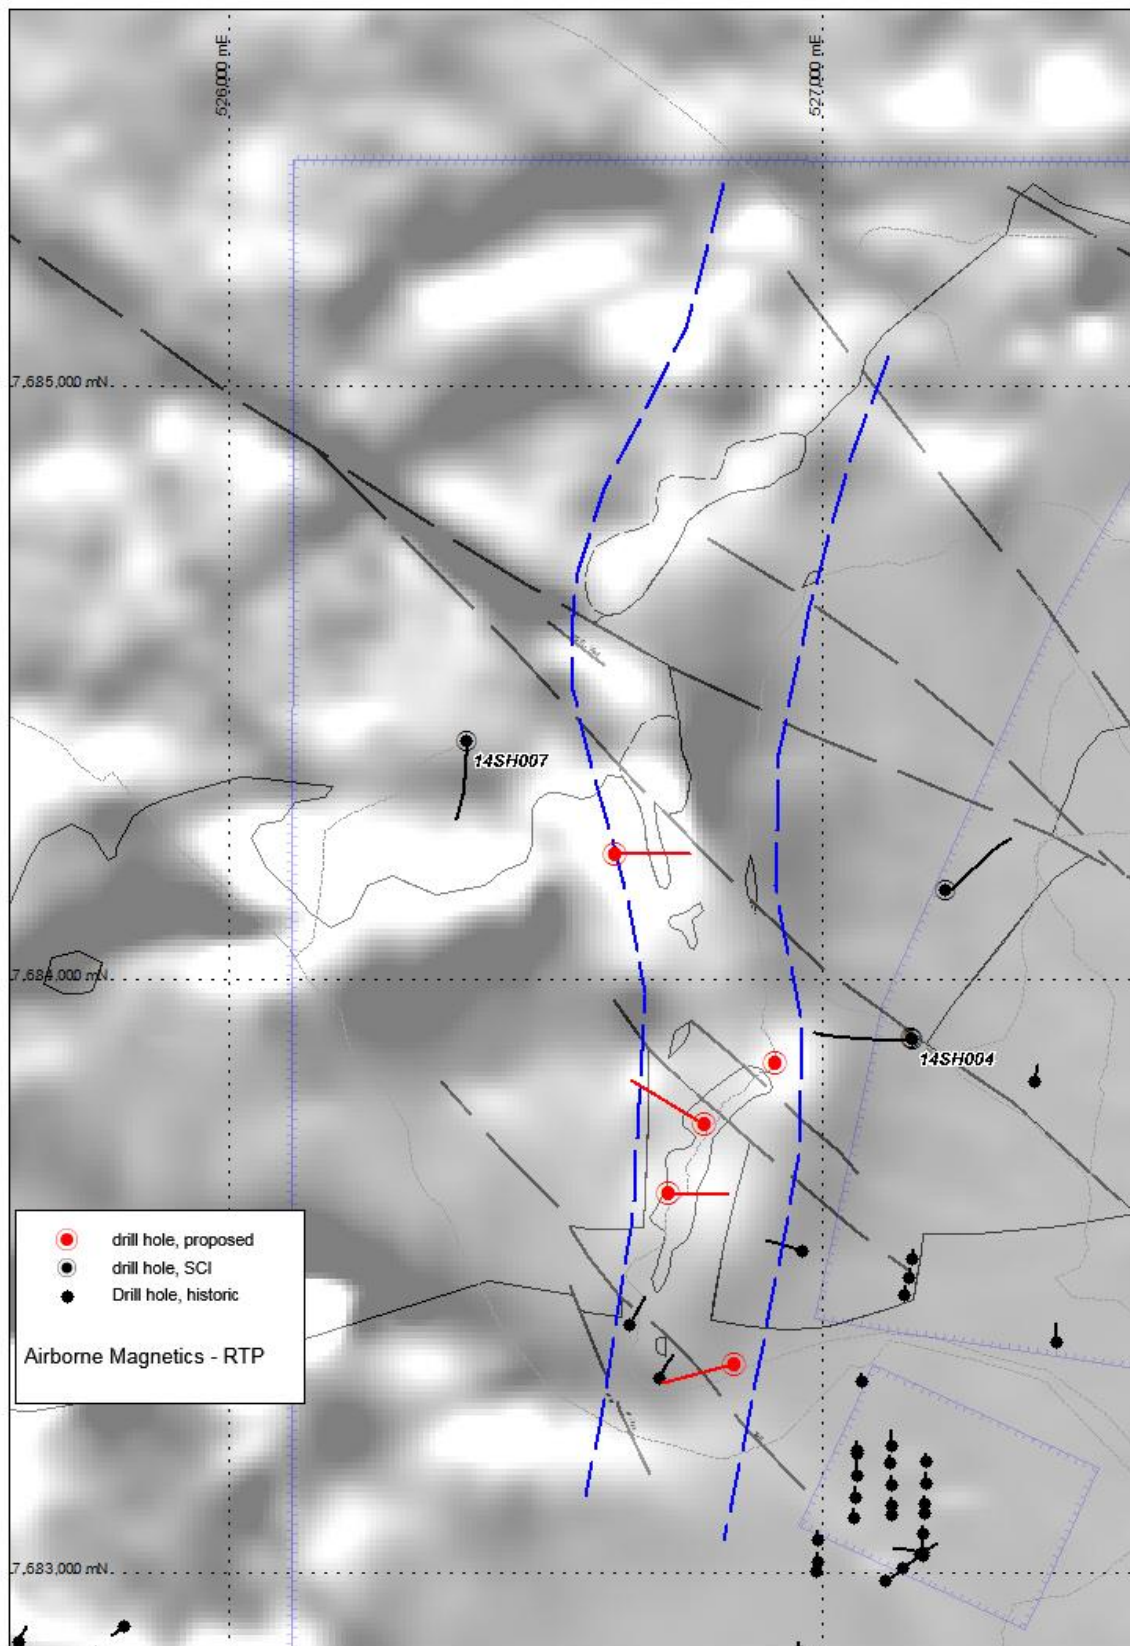 526,000 mE
527,000 mE
7,685,000 mN
14SH007
7,684,000 mN
14SH004
drill hole, proposed
drill hole, SCI
Drill hole, historic
Airborne Magnetics - RTP
7,683,000 mN